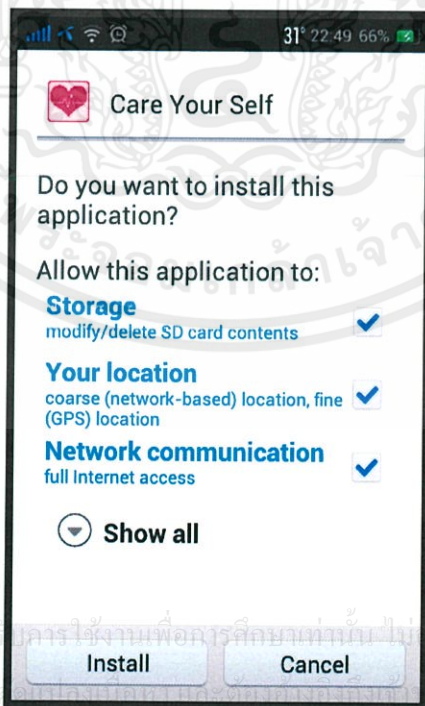 31° 22:49 66%
Care Your Self
Do you want to install this
application?
Allow this application to:
Storage
modify/delete SD card contents
Your location
coarse (network-based) location, fine
(GPS) location
Network communication
full Internet access
Show all
Install Cancel